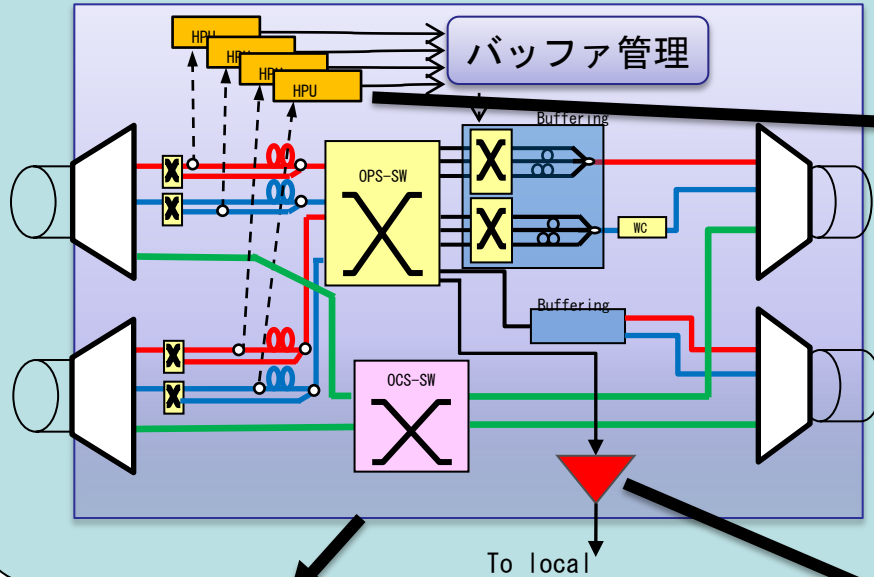 HPU
HPU
HPU
HPU
バッファ管理
Buffering
OPS-SW
WC
Buffering
OCS-SW
To local